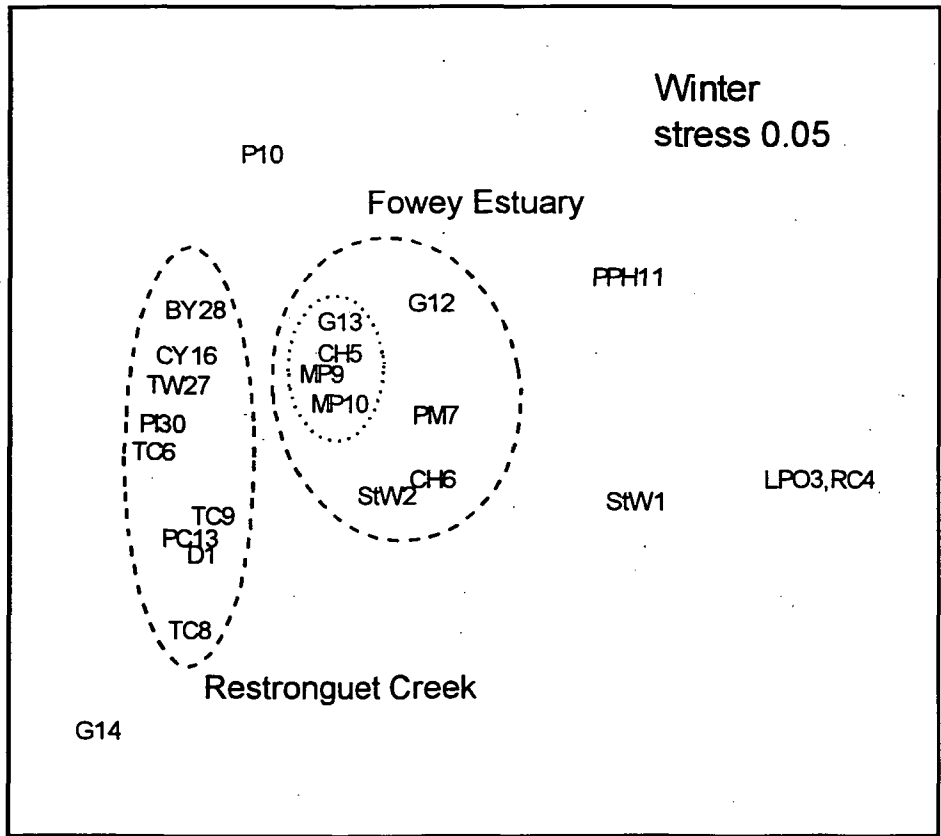 Winter
stress 0.05
P10
Fowey Estuary
PPH11
BY28
G12
G13
CH5
CY16
MP9
TW27
MP10
PM7
PI30
TC6
CH6
StW2
LPO3,RC4
StW1
TC9
PC13
D1
TC8
Restronguet Creek
G14